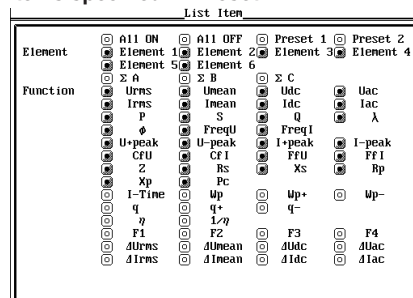 List Item
All ON All OFF Preset 1 Preset 2
Element Element 1 Element 2 Element 3 Element 4
Element 5 Element 6
Σ A Σ B Σ C
Function Urms Umean Udc Uac
Irms Imean Idc Iac
P S Q λ
ø FreqU FreqI
U+peak U-peak I+peak I-peak
CfU CfI FfU FfI
Z Rs Xs Rp
Xp Pc
I-Time Wp Wp+ Wp-
q q+ q-
η 1/η
F1 F2 F3 F4
ΔUrms ΔUmean ΔUdc ΔUac
ΔIrms ΔImean ΔIdc ΔIac